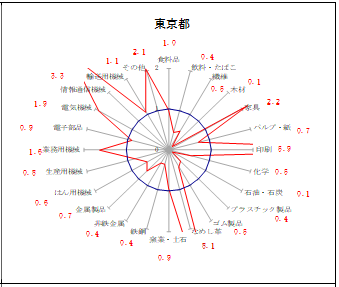 東京都
1.0
食料品
0.4
飲料・たばこ
繊維
0.8
木材
0.1
家具
2.2
パルプ・紙
0.7
印刷
5.9
化学
0.5
石油・石炭
0.1
プラスチック製品
0.4
ゴム製品
0.5
なめし革
5.1
窯業・土石
0.9
鉄鋼
0.4
非鉄金属
0.4
金属製品
0.7
はん用機械
0.6
生産用機械
0.8
業務用機械
1.6
電子部品
0.9
電気機械
1.9
情報通信機械
3.3
輸送用機械
1.1
その他
2.1
2
0